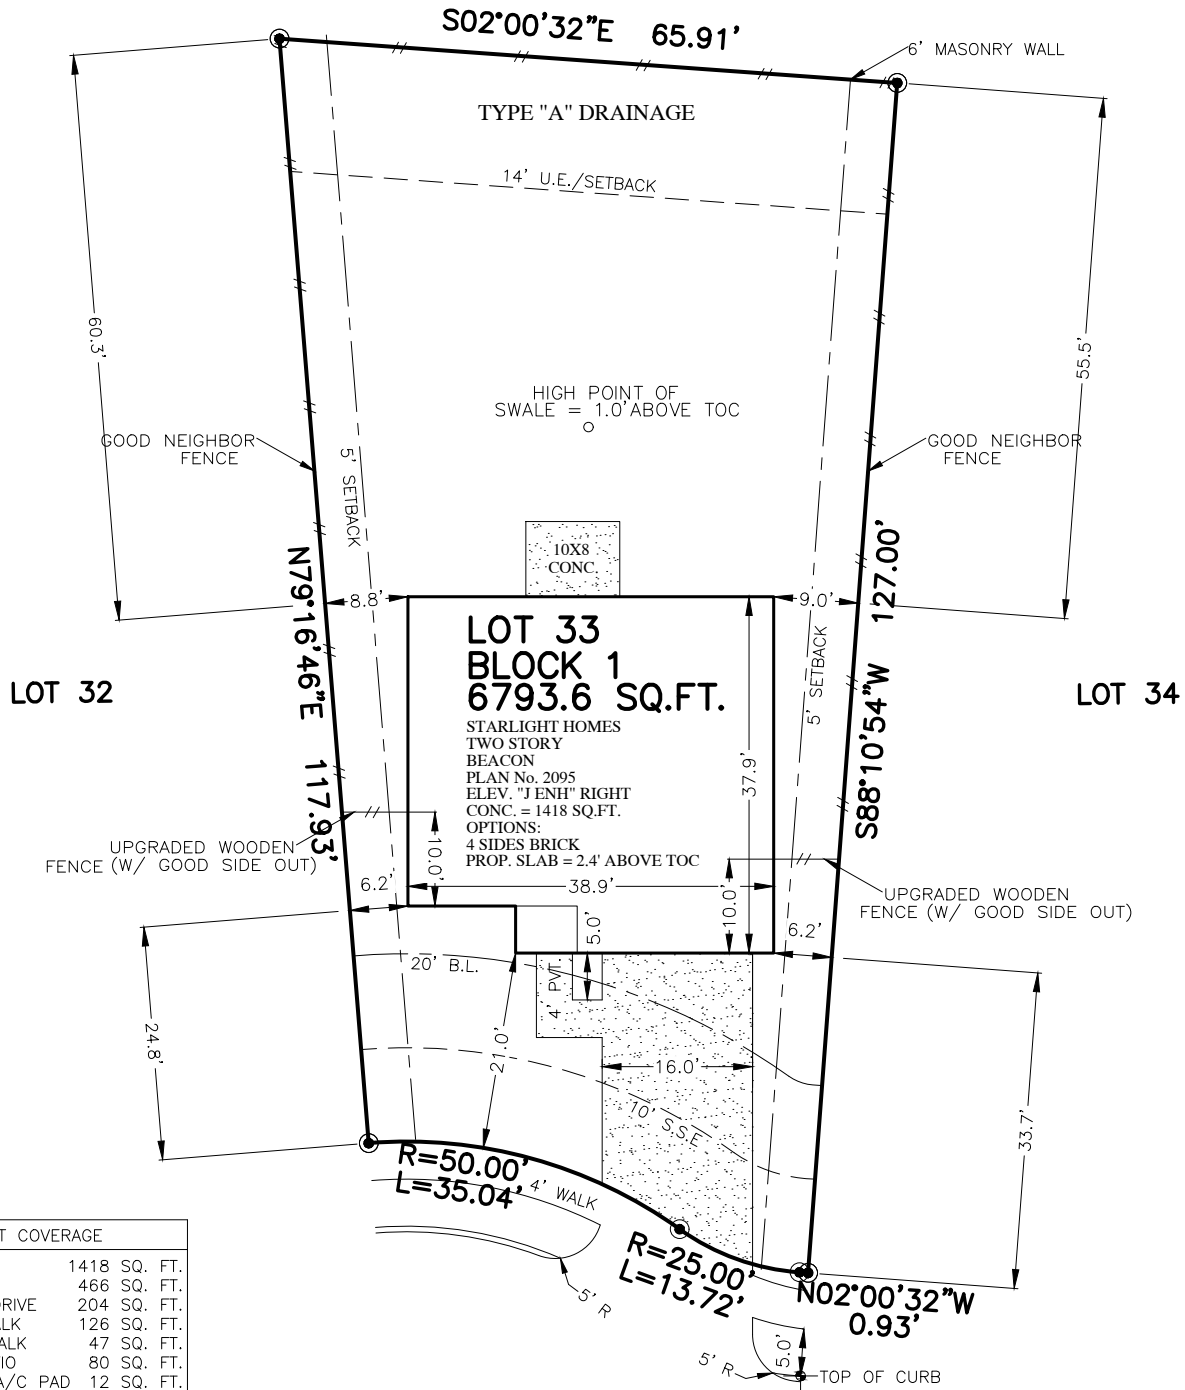 S02°00'32"E 65.91'
6' MASONRY WALL
TYPE "A" DRAINAGE
14' U.E./SETBACK
60.3'
55.5'
HIGH POINT OF
SWALE = 1.0' ABOVE TOC
GOOD NEIGHBOR
FENCE
GOOD NEIGHBOR
FENCE
5' SETBACK
10X8
CONC.
N79°16'46"E 117.93'
S88°10'54"W 127.00'
8.8'
9.0'
5' SETBACK
LOT 32
LOT 34
LOT 33
BLOCK 1
6793.6 SQ.FT.
STARLIGHT HOMES
TWO STORY
BEACON
PLAN No. 2095
ELEV. "J ENH" RIGHT
CONC. = 1418 SQ.FT.
OPTIONS:
4 SIDES BRICK
PROP. SLAB = 2.4' ABOVE TOC
37.9'
38.9'
UPGRADED WOODEN
FENCE (W/ GOOD SIDE OUT)
10.0'
6.2'
10.0'
UPGRADED WOODEN
FENCE (W/ GOOD SIDE OUT)
6.2'
5.0'
20' B.L.
4' PVT.
24.8'
21.0'
16.0'
10' S.S.E
33.7'
R=50.00'
L=35.04'
4' WALK
R=25.00'
L=13.72'
N02°00'32"W
0.93'
5' R
5' R
5.0'
TOP OF CURB
T COVERAGE
1418 SQ. FT.
466 SQ. FT.
DRIVE 204 SQ. FT.
LK 126 SQ. FT.
ALK 47 SQ. FT.
IO 80 SQ. FT.
A/C PAD 12 SQ. FT.